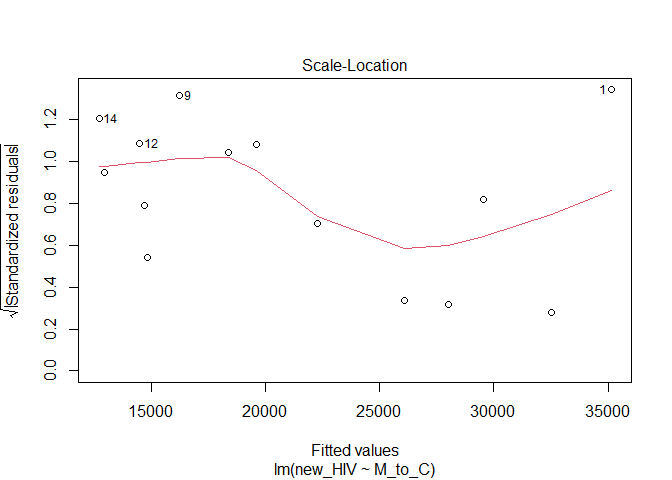 Scale-Location
√|Standardized residuals|
0.0 0.2 0.4 0.6 0.8 1.0 1.2
14
12
9
1
15000 20000 25000 30000 35000
Fitted values
lm(new_HIV ~ M_to_C)